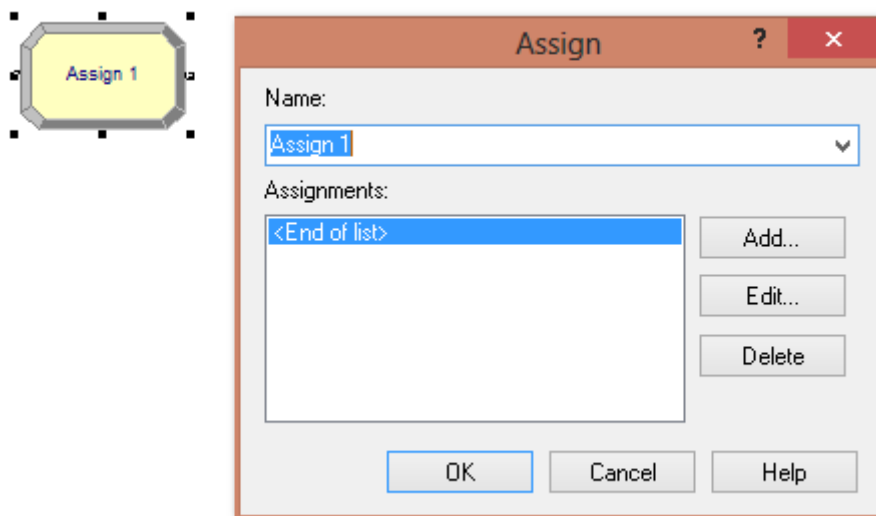 Assign 1
Assign
?
×
Name:
Assign 1
Assignments:
<End of list>
Add...
Edit...
Delete
OK
Cancel
Help